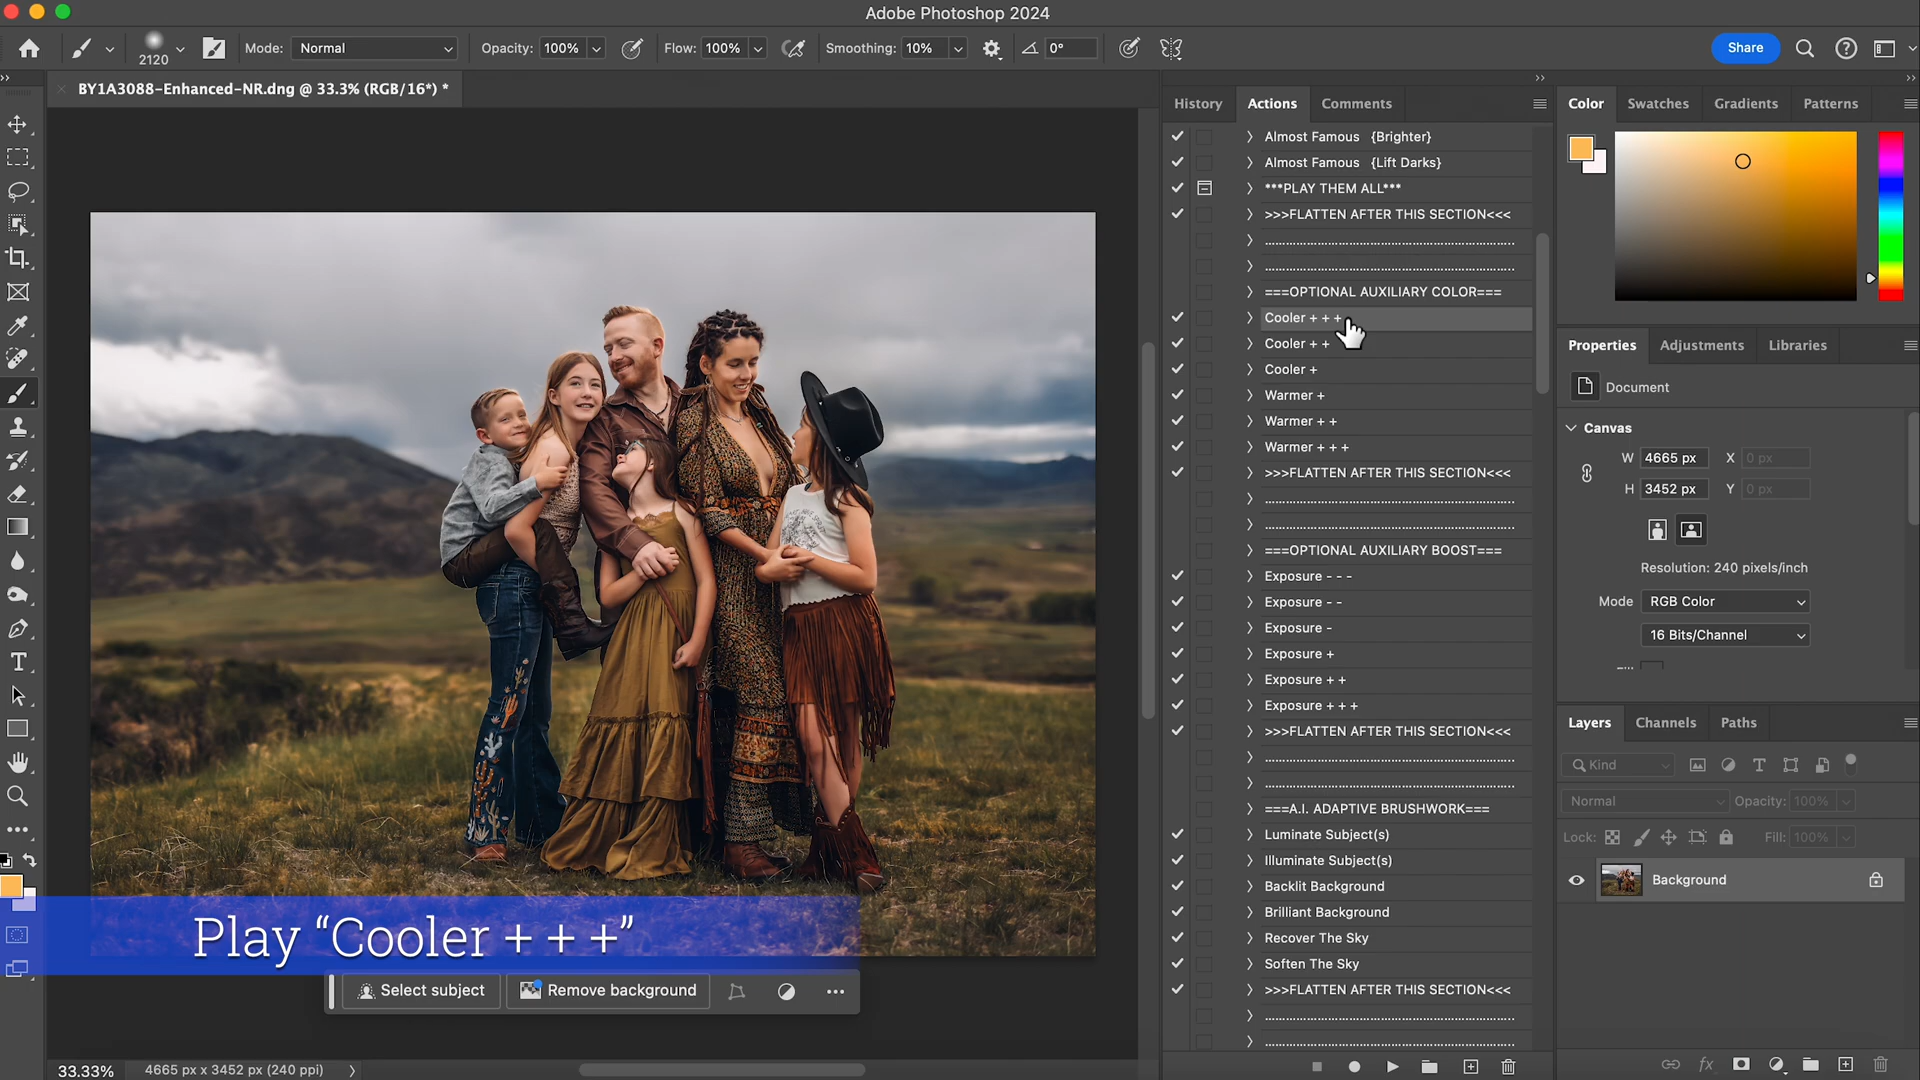 Adobe Photoshop 2024
2120
Mode: Normal
Opacity: 100%
Flow: 100%
Smoothing: 10%
0°
Share
BY1A3088-Enhanced-NR.dng @ 33.3% (RGB/16*) *
History Actions Comments
Almost Famous {Brighter}
Almost Famous {Lift Darks}
***PLAY THEM ALL***
>>>FLATTEN AFTER THIS SECTION<<<
===OPTIONAL AUXILIARY COLOR===
Cooler + + +
Cooler + +
Cooler +
Warmer +
Warmer + +
Warmer + + +
>>>FLATTEN AFTER THIS SECTION<<<
===OPTIONAL AUXILIARY BOOST===
Exposure - - -
Exposure - -
Exposure -
Exposure +
Exposure + +
Exposure + + +
>>>FLATTEN AFTER THIS SECTION<<<
===A.I. ADAPTIVE BRUSHWORK===
Luminate Subject(s)
Illuminate Subject(s)
Backlit Background
Brilliant Background
Recover The Sky
Soften The Sky
>>>FLATTEN AFTER THIS SECTION<<<
Color Swatches Gradients Patterns
Properties Adjustments Libraries
Document
Canvas
W 4665 px X 0 px
H 3452 px Y 0 px
Resolution: 240 pixels/inch
Mode RGB Color
16 Bits/Channel
Layers Channels Paths
Kind
Normal Opacity: 100%
Lock: Fill: 100%
Background
Play “Cooler + + +”
Select subject Remove background
33.33% 4665 px x 3452 px (240 ppi)